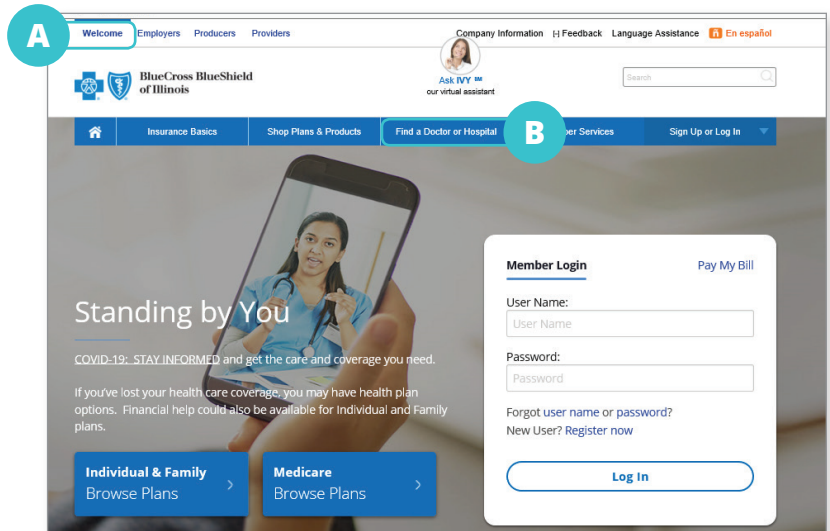 A
Welcome Employers Producers Providers
Company Information [-] Feedback Language Assistance En español
BlueCross BlueShield
of Illinois
Ask IVY SM
our virtual assistant
Search
Insurance Basics Shop Plans & Products Find a Doctor or Hospital B Services Sign Up or Log In
Standing by You
COVID-19: STAY INFORMED and get the care and coverage you need.
If you've lost your health care coverage, you may have health plan
options. Financial help could also be available for Individual and Family
plans.
Individual & Family
Browse Plans
Medicare
Browse Plans
Member Login Pay My Bill
User Name:
User Name
Password:
Password
Forgot user name or password?
New User? Register now
Log In